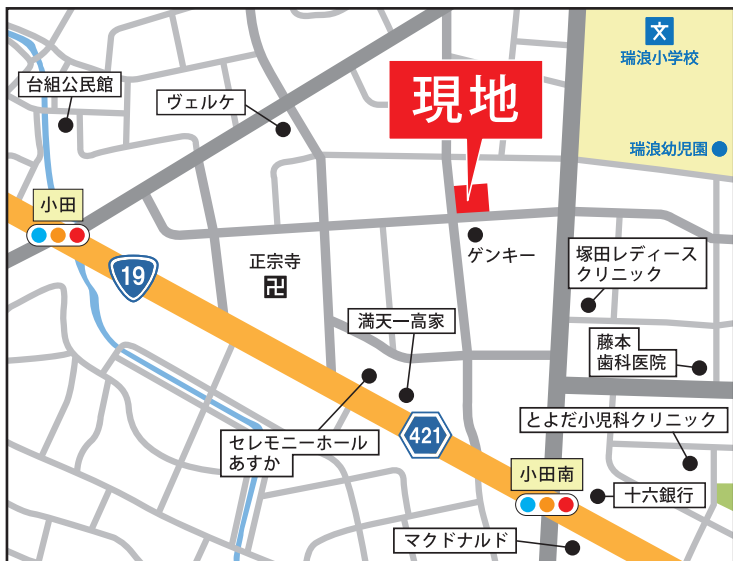 瑞浪小学校
台組公民館
ヴェルケ
現地
瑞浪幼児園
小田
ゲンキー
塚田レディース
クリニック
正宗寺
卍
19
満天一高家
藤本
歯科医院
とよだ小児科クリニック
421
セレモニーホール
あすか
小田南
十六銀行
マクドナルド
文